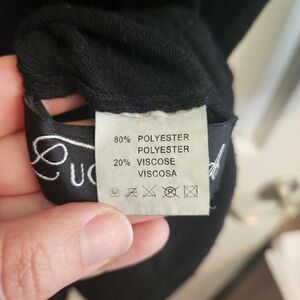 80% POLYESTER
POLYESTER
20% VISCOSE
VISCOSA